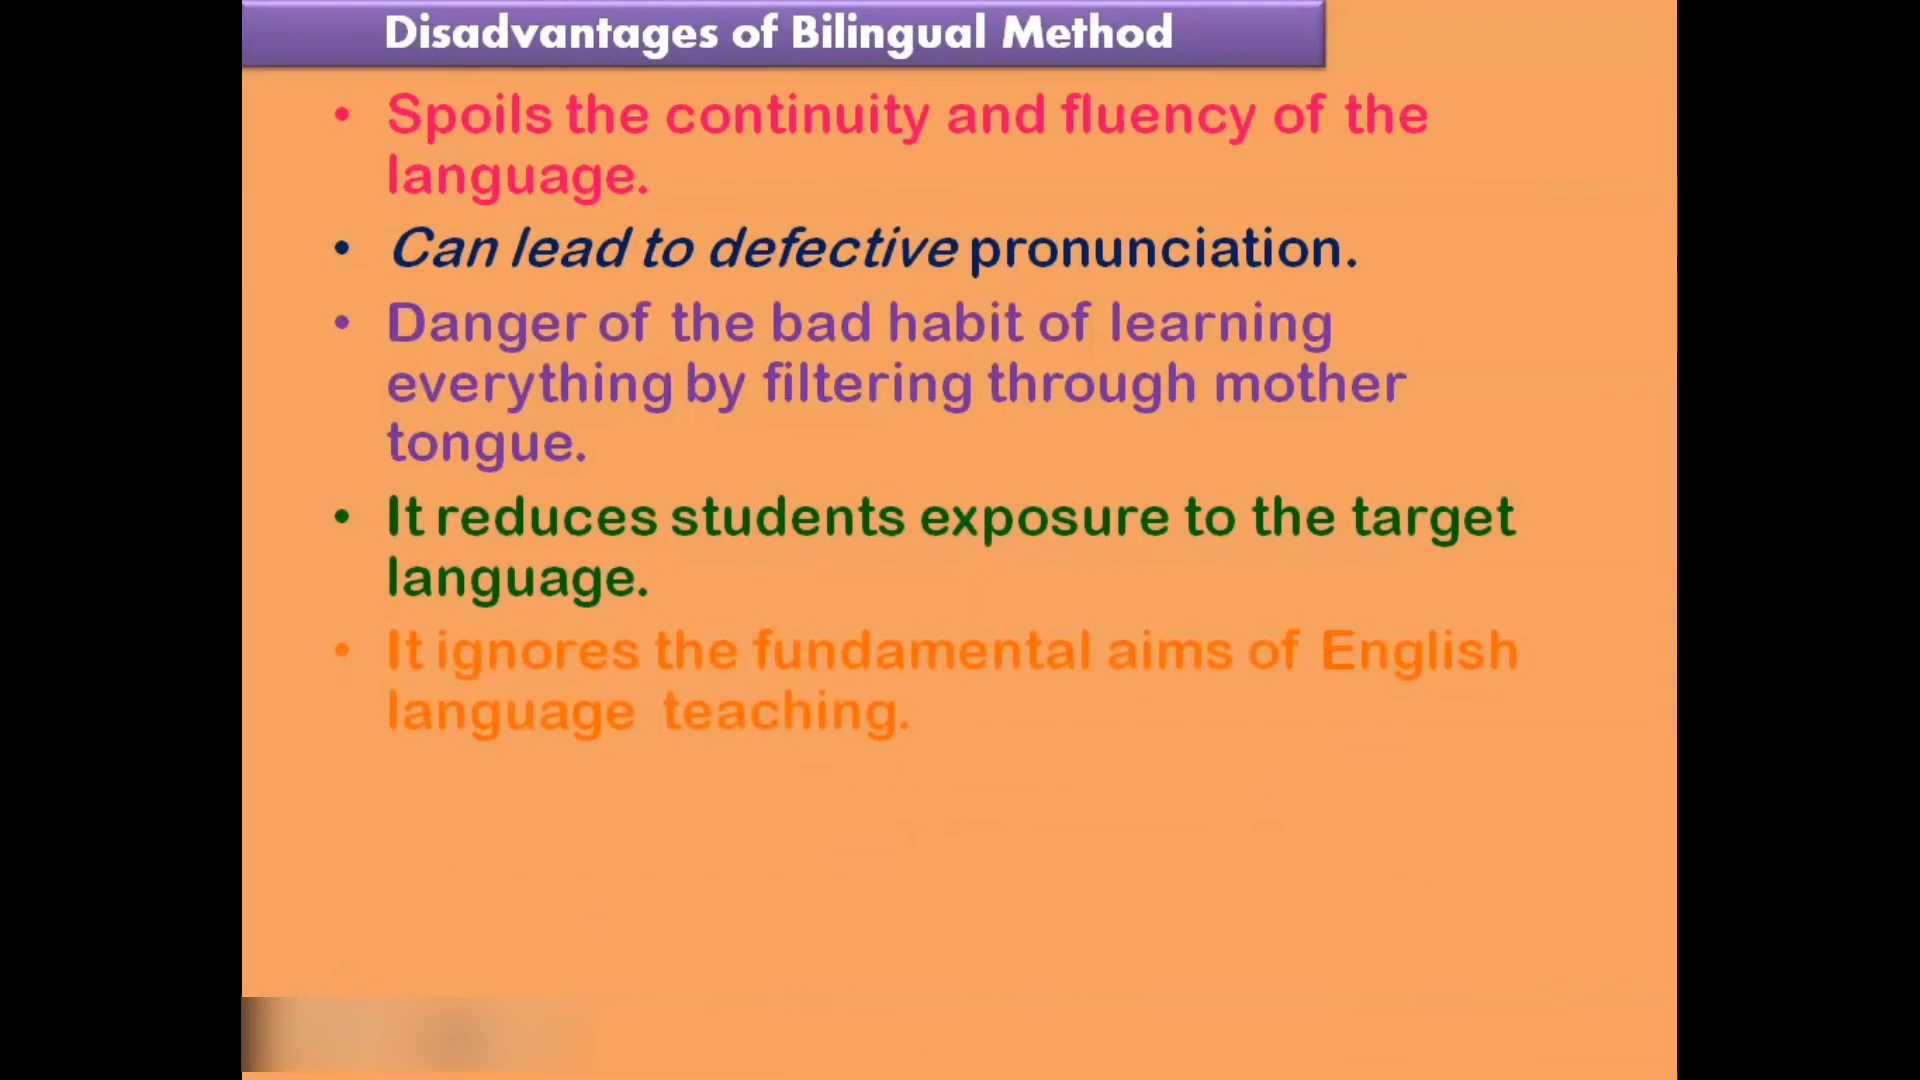 Disadvantages of Bilingual Method
• Spoils the continuity and fluency of the
language.
• Can lead to defective pronunciation.
• Danger of the bad habit of learning
everything by filtering through mother
tongue.
• It reduces students exposure to the target
language.
• It ignores the fundamental aims of English
language teaching.